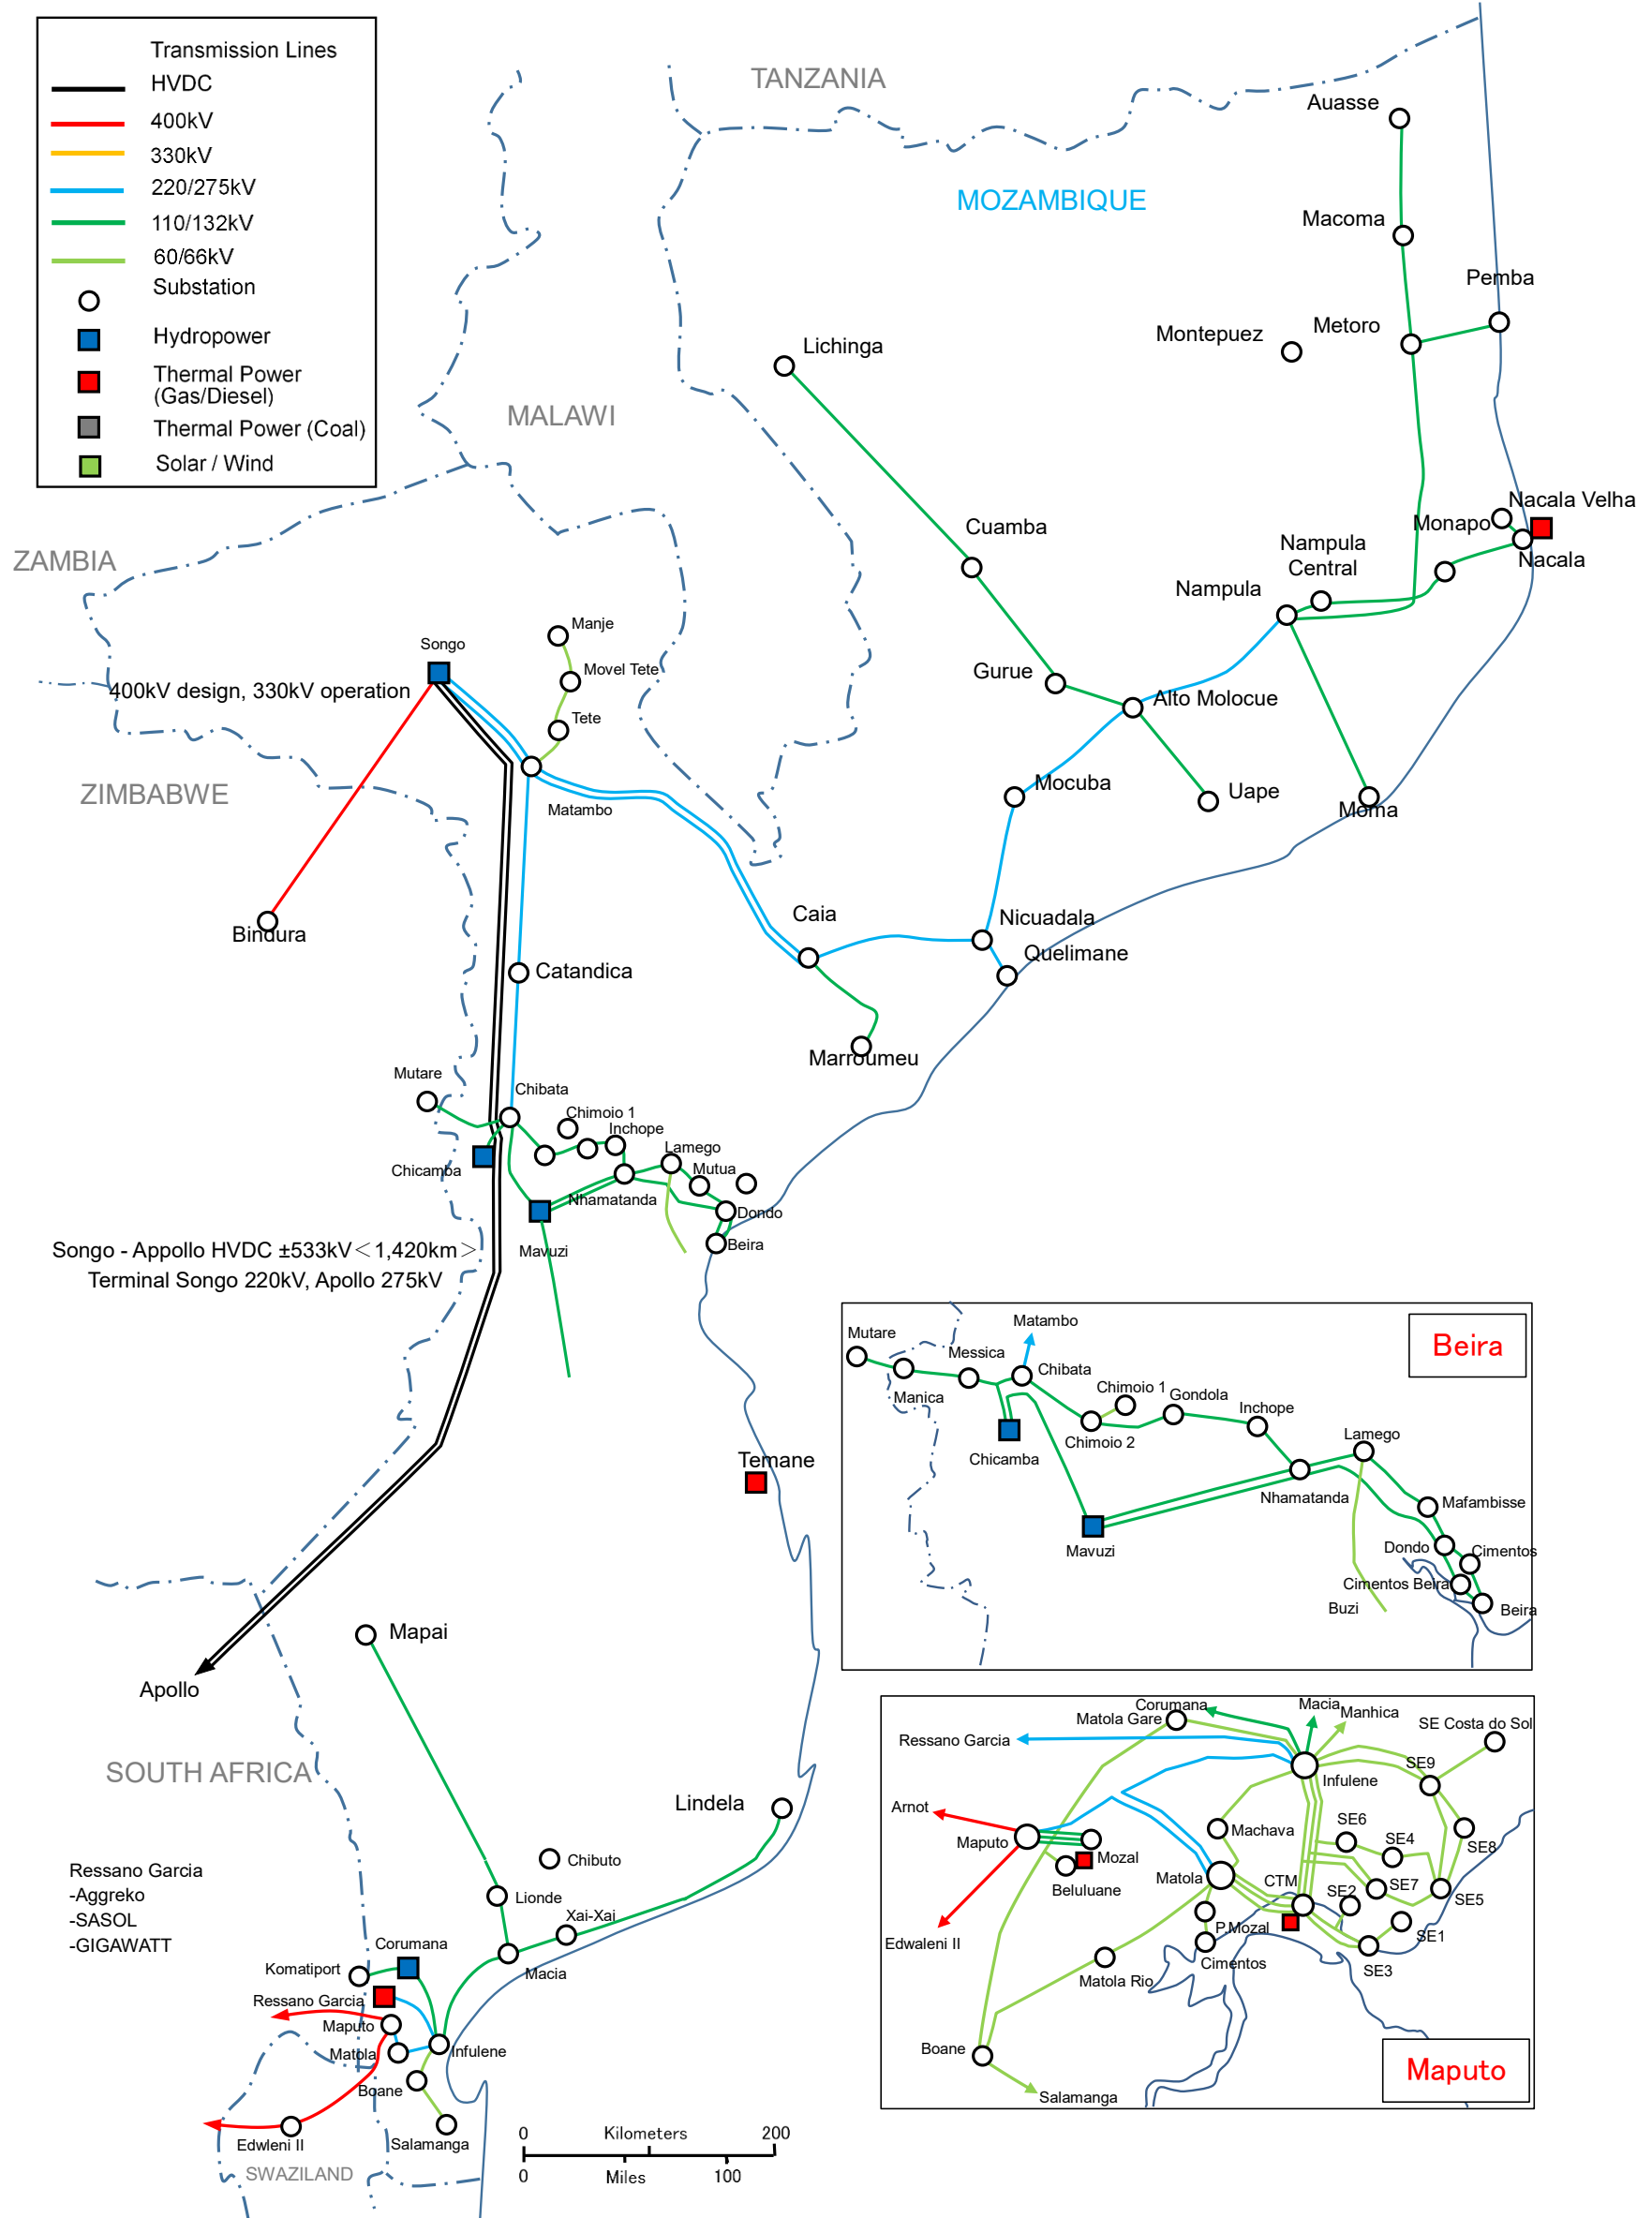 Transmission Lines
HVDC
400kV
330kV
220/275kV
110/132kV
60/66kV
Substation
Hydropower
Thermal Power
(Gas/Diesel)
Thermal Power (Coal)
Solar / Wind
TANZANIA
MOZAMBIQUE
MALAWI
ZAMBIA
ZIMBABWE
SOUTH AFRICA
SWAZILAND
Auasse
Macoma
Pemba
Metoro
Montepuez
Lichinga
Nacala Velha
Monapo
Nacala
Cuamba
Nampula
Central
Nampula
Gurue
Alto Molocue
Mocuba
Uape
Moma
Manje
Movel Tete
Tete
Songo
400kV design, 330kV operation
Matambo
Bindura
Caia
Nicuadala
Quelimane
Catandica
Marroumeu
Mutare
Chibata
Chimoio 1
Inchope
Lamego
Mutua
Chicamba
Nhamatanda
Dondo
Mavuzi
Beira
Songo - Appollo HVDC ±533kV＜1,420km＞
Terminal Songo 220kV, Apollo 275kV
Temane
Mapai
Apollo
Lindela
Chibuto
Lionde
Xai-Xai
Macia
Ressano Garcia
-Aggreko
-SASOL
-GIGAWATT
Corumana
Komatiport
Ressano Garcia
Maputo
Matola
Infulene
Boane
Salamanga
Edwleni II
0 Kilometers 200
0 Miles 100
Beira
Matambo
Mutare
Messica
Chibata
Manica
Chimoio 1
Gondola
Inchope
Chimoio 2
Chicamba
Lamego
Nhamatanda
Mafambisse
Mavuzi
Dondo
Cimentos
Cimentos Beira
Buzi
Beira
Corumana
Macia
Manhica
Matola Gare
SE Costa do Sol
Ressano Garcia
SE9
Infulene
Arnot
Maputo
Machava
SE6
SE4
SE8
Mozal
Beluluane
Matola
CTM
SE2
SE7
SE5
P.Mozal
SE1
Edwaleni II
Cimentos
SE3
Matola Rio
Boane
Salamanga
Maputo